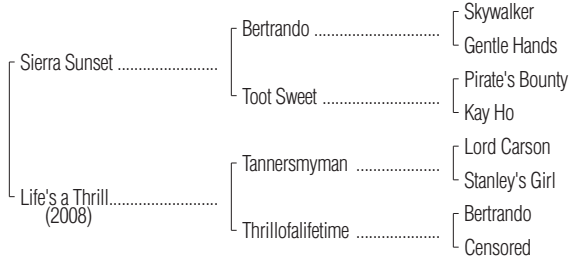 Skywalker
Bertrando ........................
Gentle Hands
Sierra Sunset ........................
Pirate's Bounty
Toot Sweet ............................
Kay Ho
Lord Carson
Tannersmyman ....................
Stanley's Girl
Life's a Thrill..........................
(2008)
Bertrando
Thrillofalifetime ......................
Censored